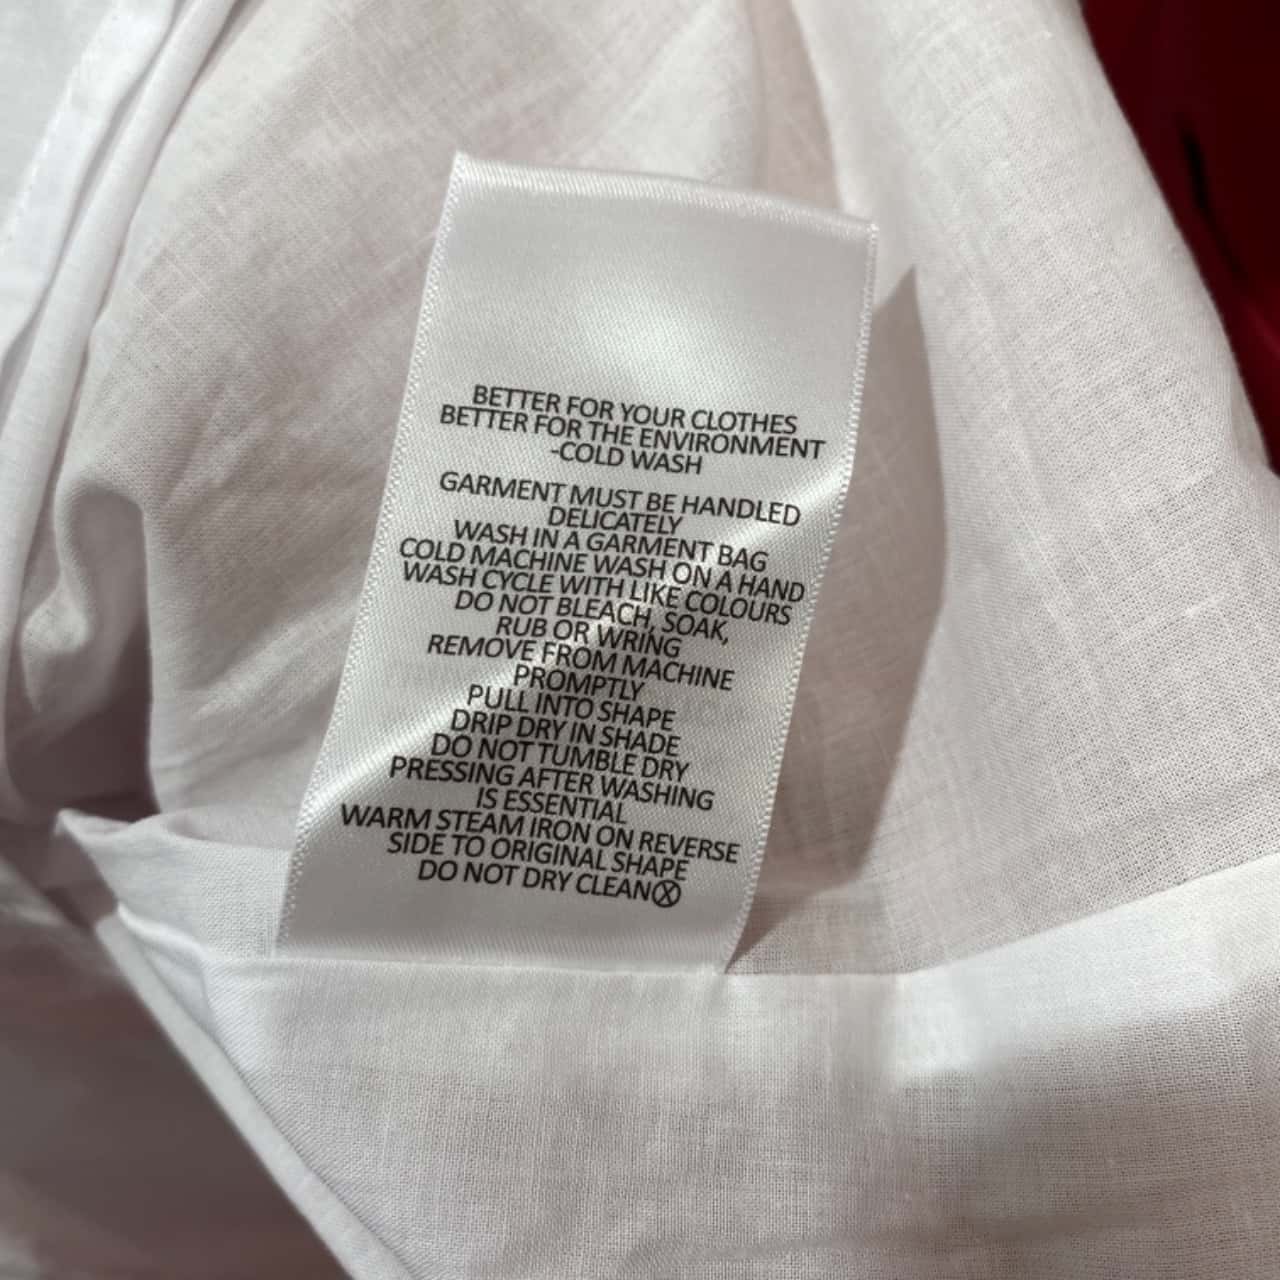 BETTER FOR YOUR CLOTHES
BETTER FOR THE ENVIRONMENT
-COLD WASH
GARMENT MUST BE HANDLED
DELICATELY
WASH IN A GARMENT BAG
COLD MACHINE WASH ON A HAND
WASH CYCLE WITH LIKE COLOURS
DO NOT BLEACH, SOAK,
RUB OR WRING
REMOVE FROM MACHINE
PROMPTLY
PULL INTO SHAPE
DRIP DRY IN SHADE
DO NOT TUMBLE DRY
PRESSING AFTER WASHING
IS ESSENTIAL
WARM STEAM IRON ON REVERSE
SIDE TO ORIGINAL SHAPE
DO NOT DRY CLEAN